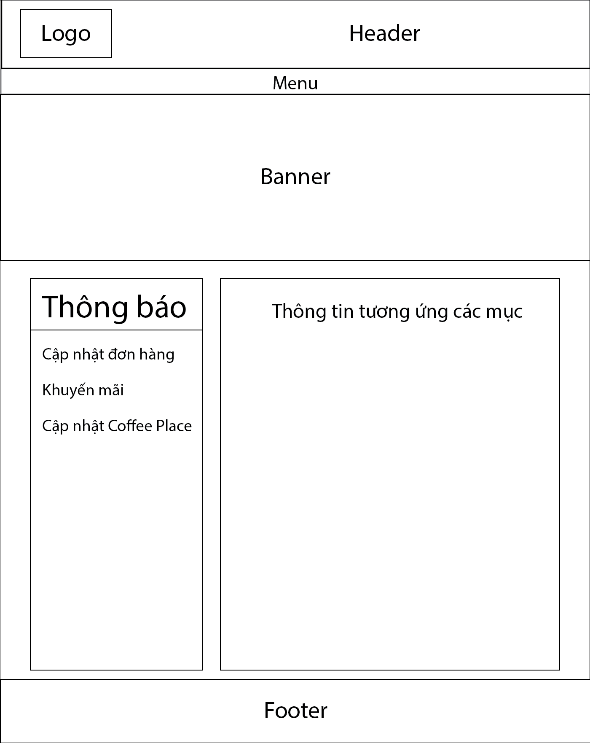 Logo
Header
Menu
Banner
Thông báo
Cập nhật đơn hàng
Khuyến mãi
Cập nhật Coffee Place
Thông tin tương ứng các mục
Footer